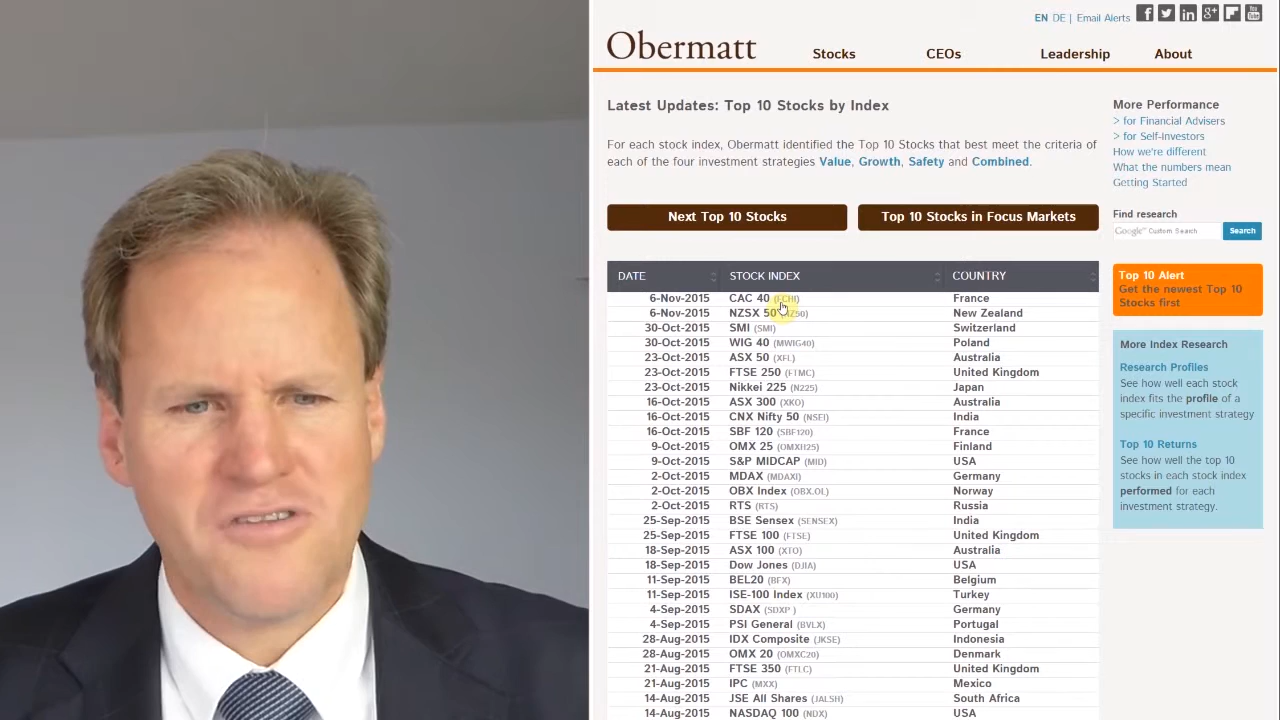 EN DE | Email Alerts
Obermatt
Stocks CEOs Leadership About
Latest Updates: Top 10 Stocks by Index
For each stock index, Obermatt identified the Top 10 Stocks that best meet the criteria of
each of the four investment strategies Value, Growth, Safety and Combined.
Next Top 10 Stocks Top 10 Stocks in Focus Markets
DATE STOCK INDEX COUNTRY
6-Nov-2015 CAC 40 (FCHI) France
6-Nov-2015 NZSX 50 New Zealand
30-Oct-2015 SMI (SMI) Switzerland
30-Oct-2015 WIG 40 (MWIG40) Poland
23-Oct-2015 ASX 50 (XFL) Australia
23-Oct-2015 FTSE 250 (FTMC) United Kingdom
23-Oct-2015 Nikkei 225 (N225) Japan
16-Oct-2015 ASX 300 (XKO) Australia
16-Oct-2015 CNX Nifty 50 (NSEI) India
16-Oct-2015 SBF 120 (SBF120) France
9-Oct-2015 OMX 25 (OMXH25) Finland
9-Oct-2015 S&P MIDCAP (MID) USA
2-Oct-2015 MDAX (MDAXI) Germany
2-Oct-2015 OBX Index (OBX.OL) Norway
2-Oct-2015 RTS (RTS) Russia
25-Sep-2015 BSE Sensex (SENSEX) India
25-Sep-2015 FTSE 100 (FTSE) United Kingdom
18-Sep-2015 ASX 100 (XTO) Australia
18-Sep-2015 Dow Jones (DJIA) USA
11-Sep-2015 BEL20 (BFX) Belgium
11-Sep-2015 ISE-100 Index (XU100) Turkey
4-Sep-2015 SDAX (SDXP ) Germany
4-Sep-2015 PSI General (BVLX) Portugal
28-Aug-2015 IDX Composite (JKSE) Indonesia
28-Aug-2015 OMX 20 (OMXC20) Denmark
21-Aug-2015 FTSE 350 (FTLC) United Kingdom
21-Aug-2015 IPC (MXX) Mexico
14-Aug-2015 JSE All Shares (JALSH) South Africa
14-Aug-2015 NASDAQ 100 (NDX) USA
More Performance
> for Financial Advisers
> for Self-Investors
How we're different
What the numbers mean
Getting Started
Find research
Google™ Custom Search Search
Top 10 Alert
Get the newest Top 10
Stocks first
More Index Research
Research Profiles
See how well each stock
index fits the profile of a
specific investment strategy
Top 10 Returns
See how well the top 10
stocks in each stock index
performed for each
investment strategy.